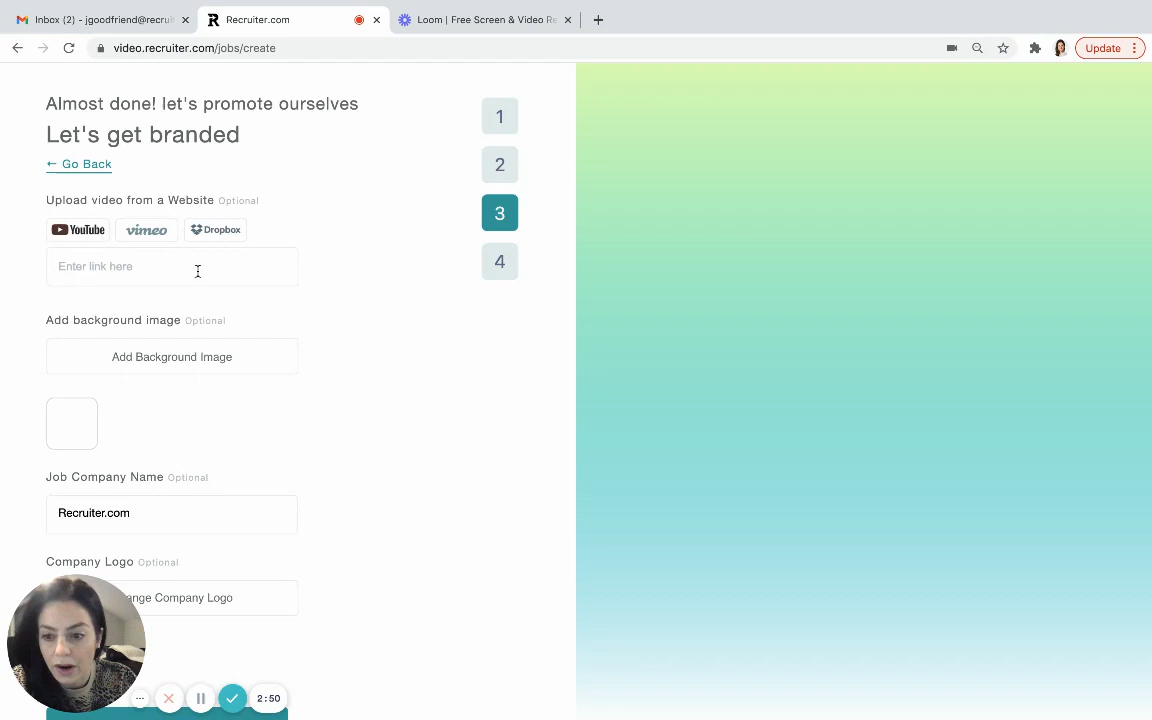 Inbox (2) - jgoodfriend@recruit
Recruiter.com
Loom | Free Screen & Video Re
video.recruiter.com/jobs/create
Update
Almost done! let's promote ourselves
Let's get branded
← Go Back
Upload video from a Website Optional
YouTube
vimeo
Dropbox
Enter link here
Add background image Optional
Add Background Image
Job Company Name Optional
Recruiter.com
Company Logo Optional
ange Company Logo
2:50
1
2
3
4